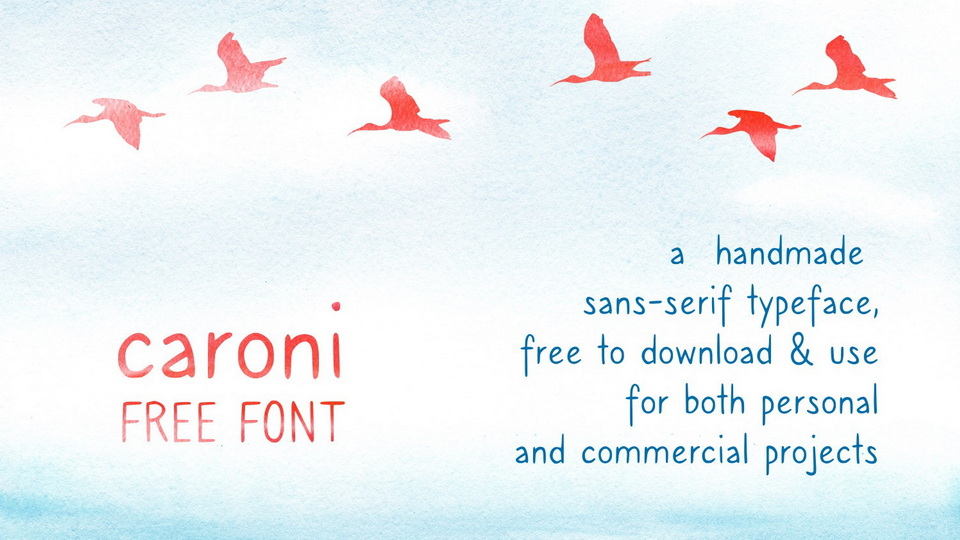 caroni
FREE FONT
a handmade
sans-serif typeface,
free to download & use
for both personal
and commercial projects